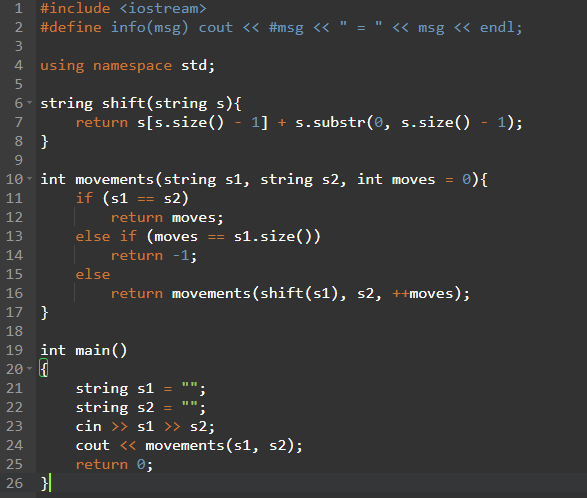 1 #include <iostream>
2 #define info(msg) cout << #msg << " = " << msg << endl;
3
4 using namespace std;
5
6 string shift(string s){
7     return s[s.size() - 1] + s.substr(0, s.size() - 1);
8 }
9
10 int movements(string s1, string s2, int moves = 0){
11     if (s1 == s2)
12         return moves;
13     else if (moves == s1.size())
14         return -1;
15     else
16         return movements(shift(s1), s2, ++moves);
17 }
18
19 int main()
20 {
21     string s1 = "";
22     string s2 = "";
23     cin >> s1 >> s2;
24     cout << movements(s1, s2);
25     return 0;
26 }